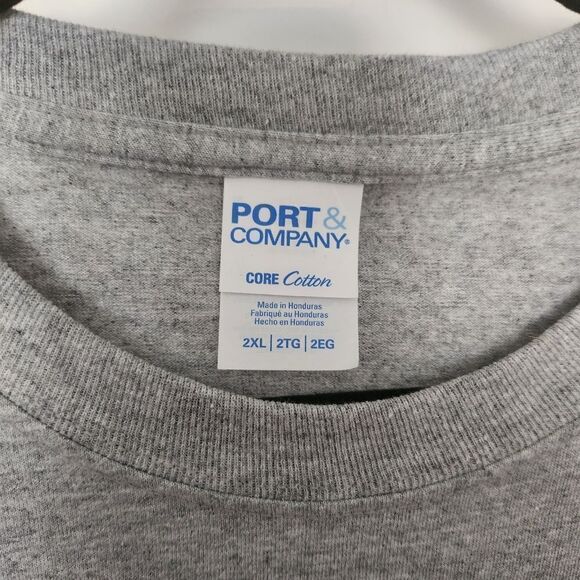 PORT &
COMPANY®
CORE Cotton
Made in Honduras
Fabriqué au Honduras
Hecho en Honduras
2XL | 2TG | 2EG